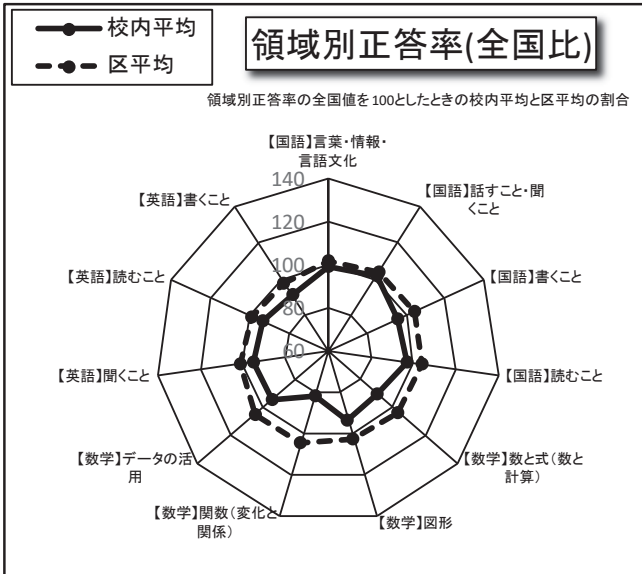 校内平均
区平均
領域別正答率(全国比)
領域別正答率の全国値を100としたときの校内平均と区平均の割合
【国語】言葉・情報・
言語文化
【国語】話すこと・聞
くこと
【国語】書くこと
【国語】読むこと
【数学】数と式(数と
計算)
【数学】図形
【数学】関数(変化と
関係)
【数学】データの活
用
【英語】聞くこと
【英語】読むこと
【英語】書くこと
140
120
100
80
60